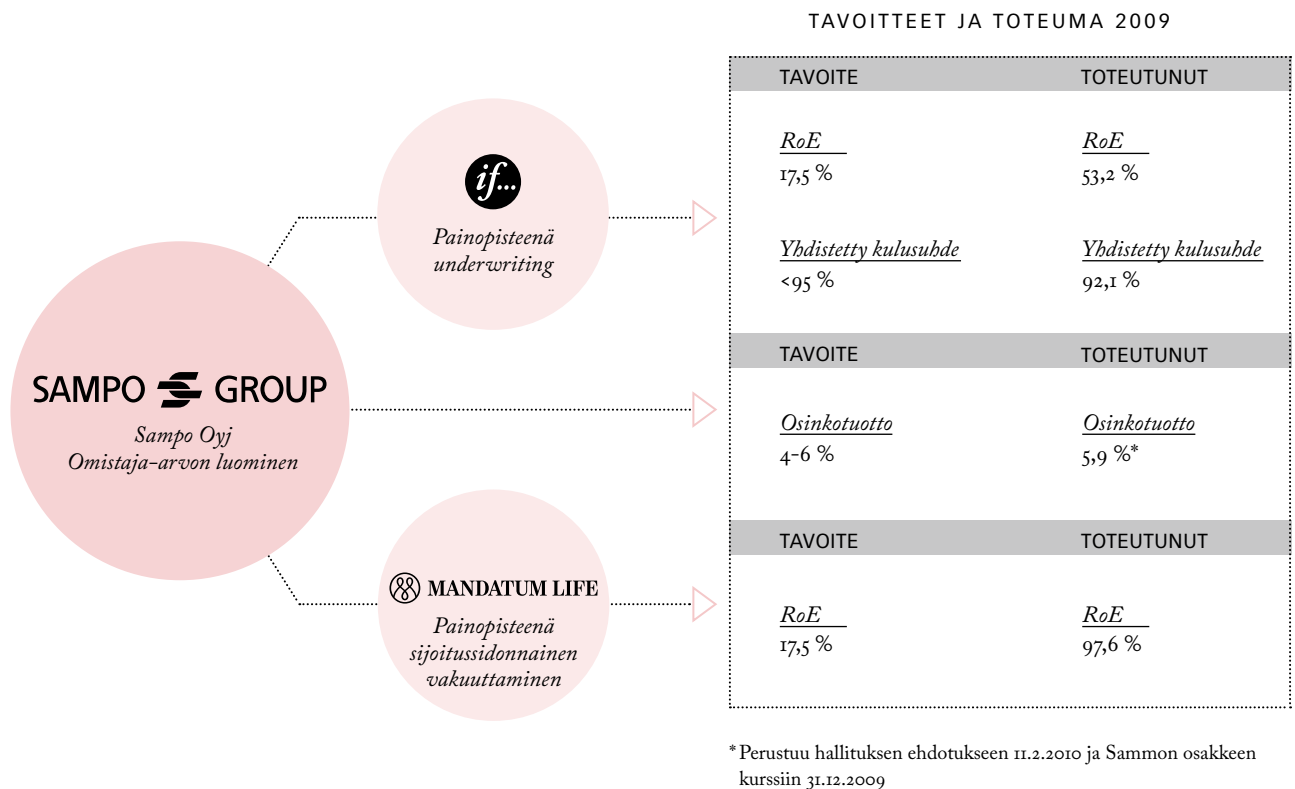 TAVOITTEET JA TOTEUMA 2009
SAMPO GROUP
Sampo Oyj
Omistaja-arvon luominen
if...
Painopisteenä
underwriting
MANDATUM LIFE
Painopisteenä
sijoitussidonnainen
vakuuttaminen
TAVOITE TOTEUTUNUT
RoE RoE
17,5 % 53,2 %
Yhdistetty kulusuhde Yhdistetty kulusuhde
<95 % 92,1 %
TAVOITE TOTEUTUNUT
Osinkotuotto Osinkotuotto
4-6 % 5,9 %*
TAVOITE TOTEUTUNUT
RoE RoE
17,5 % 97,6 %
* Perustuu hallituksen ehdotukseen 11.2.2010 ja Sammon osakkeen
kurssiin 31.12.2009